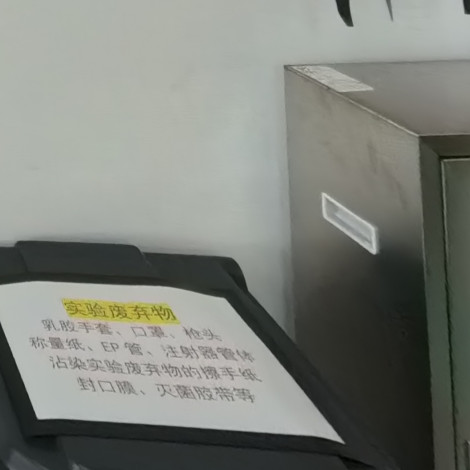 实验废弃物
乳胶手套、口罩、枪头
称量纸、EP管、注射器管体
沾染实验废弃物的擦手纸
封口膜、灭菌胶带等